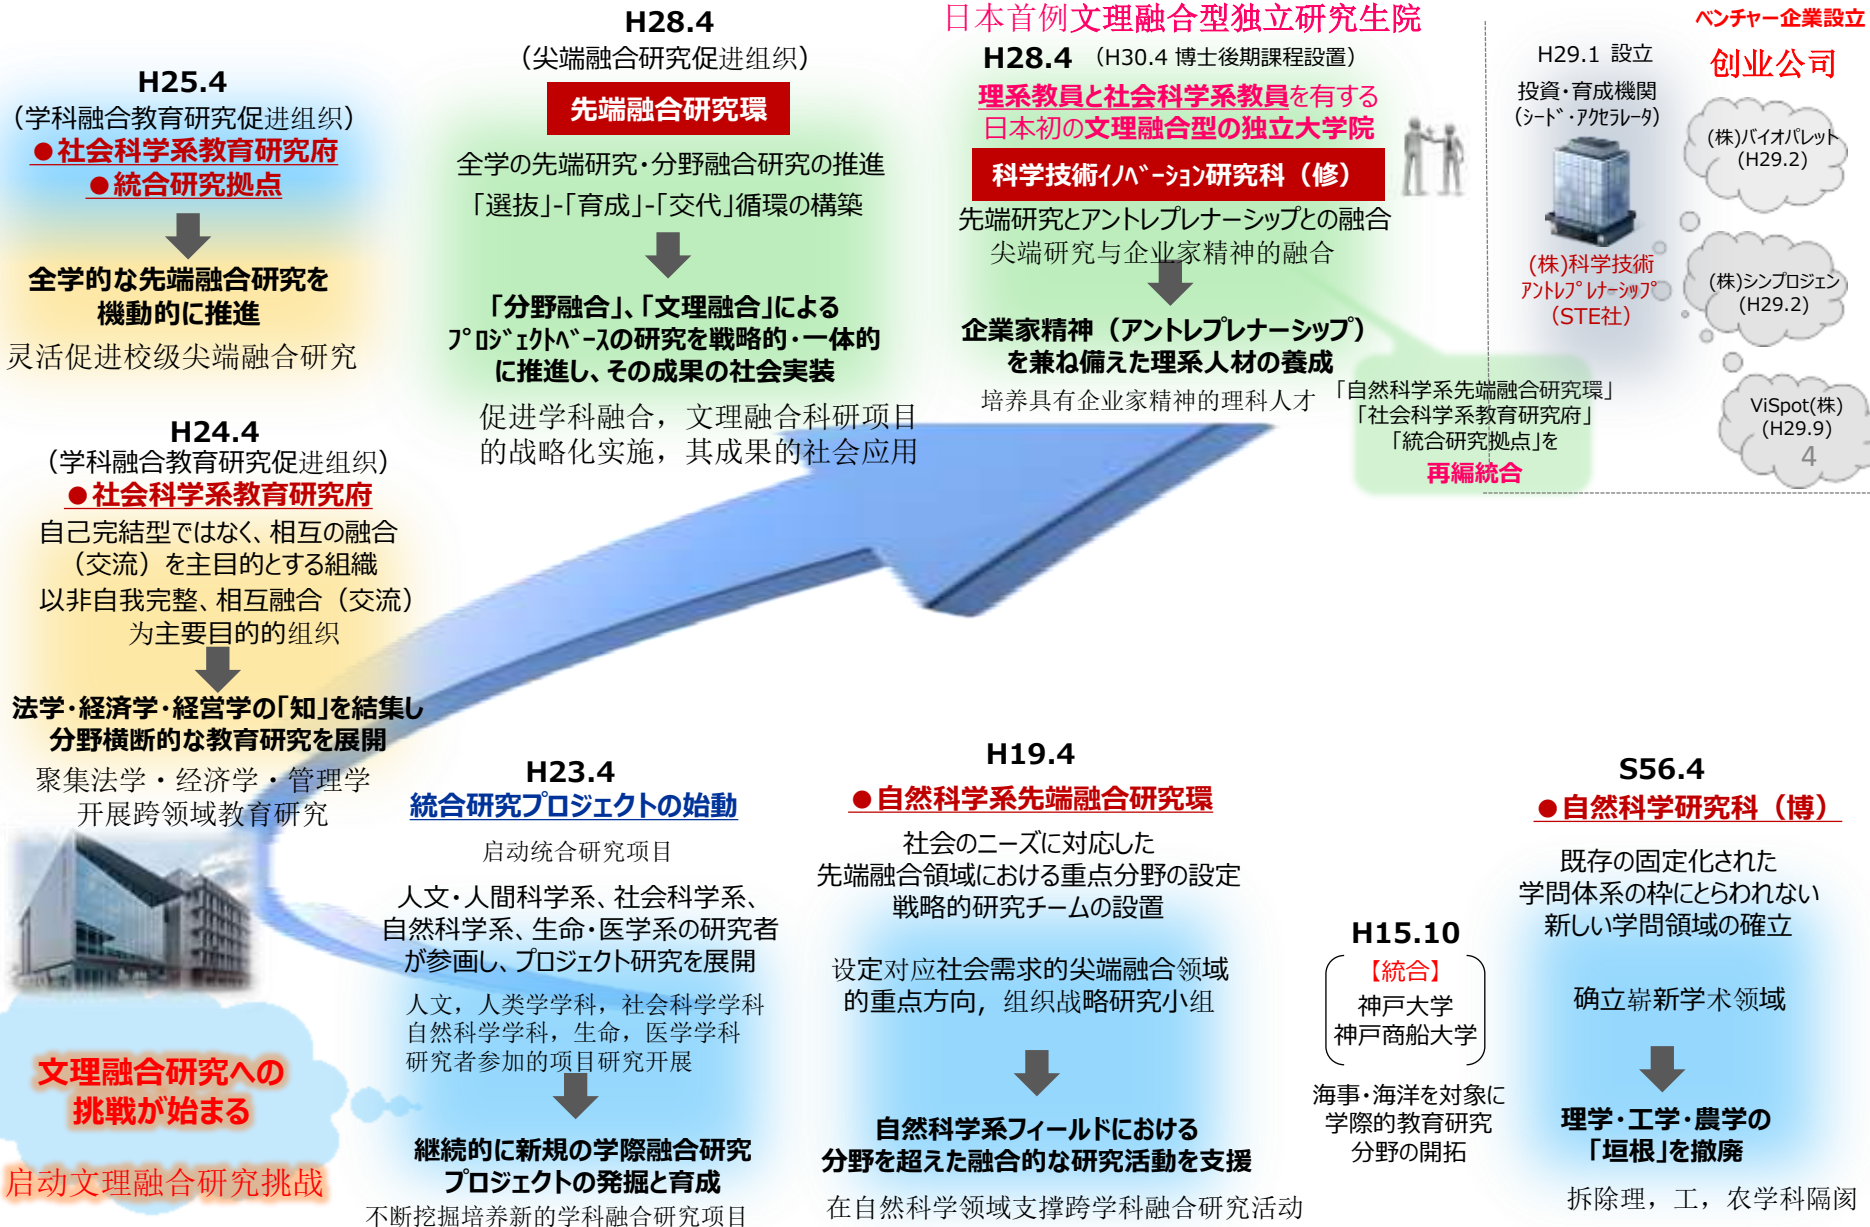 H25.4
(学科融合教育研究促进组织)
●社会科学系教育研究府
●統合研究拠点
全学的な先端融合研究を
機動的に推進
灵活促进校级尖端融合研究
H28.4
(尖端融合研究促进组织)
先端融合研究環
全学の先端研究・分野融合研究の推進
「選抜」-「育成」-「交代」循環の構築
「分野融合」、「文理融合」による
プロジェクトベースの研究を戦略的・一体的
に推進し、その成果の社会実装
促进学科融合，文理融合科研项目
的战略化实施，其成果的社会应用
日本首例文理融合型独立研究生院
H28.4 (H30.4 博士後期課程設置)
理系教員と社会科学系教員を有する
日本初の文理融合型の独立大学院
科学技術イノベーション研究科（修）
先端研究とアントレプレナーシップとの融合
尖端研究与企业家精神的融合
企業家精神（アントレプレナーシップ）
を兼ね備えた理系人材の養成
培养具有企业家精神的理科人才
「自然科学系先端融合研究環」
「社会科学系教育研究府」
「統合研究拠点」を
再編統合
ベンチャー企業設立
创业公司
H29.1 設立
投資・育成機関
(シード・アクセラレータ)
(株)科学技術
アントレプレナーシップ
(STE社)
(株)バイオパレット
(H29.2)
(株)シンプロジェン
(H29.2)
ViSpot(株)
(H29.9)
4
H24.4
(学科融合教育研究促进组织)
●社会科学系教育研究府
自己完結型ではなく、相互の融合
（交流）を主目的とする組織
以非自我完整、相互融合（交流）
为主要目的的组织
法学・経済学・経営学の「知」を結集し
分野横断的な教育研究を展開
聚集法学・经济学・管理学
开展跨领域教育研究
文理融合研究への
挑戦が始まる
启动文理融合研究挑战
H23.4
統合研究プロジェクトの始動
启动统合研究项目
人文・人間科学系、社会科学系、
自然科学系、生命・医学系の研究者
が参画し、プロジェクト研究を展開
人文，人类学学科，社会科学学科
自然科学学科，生命，医学学科
研究者参加的项目研究开展
継続的に新規の学際融合研究
プロジェクトの発掘と育成
不断挖掘培养新的学科融合研究项目
H19.4
●自然科学系先端融合研究環
社会のニーズに対応した
先端融合領域における重点分野の設定
戦略的研究チームの設置
设定对应社会需求的尖端融合领域
的重点方向，组织战略研究小组
自然科学系フィールドにおける
分野を超えた融合的な研究活動を支援
在自然科学领域支撑跨学科融合研究活动
H15.10
【統合】
神戸大学
神戸商船大学
海事・海洋を対象に
学際的教育研究
分野の開拓
S56.4
●自然科学研究科（博）
既存の固定化された
学問体系の枠にとらわれない
新しい学問領域の確立
确立崭新学术领域
理学・工学・農学の
「垣根」を撤廃
拆除理，工，农学科隔阂